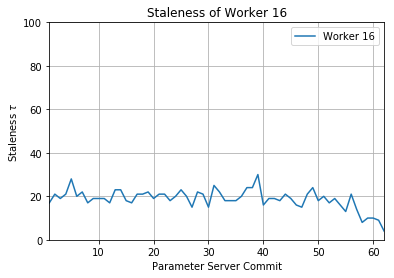 Staleness of Worker 16
Worker 16
Staleness τ
100
80
60
40
20
0
10 20 30 40 50 60
Parameter Server Commit